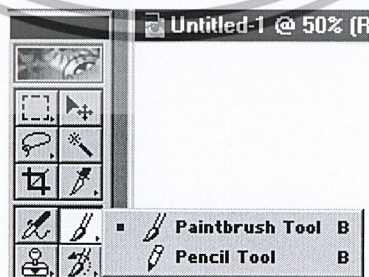 Untitled-1 @ 50% (R
Paintbrush Tool B
Pencil Tool B